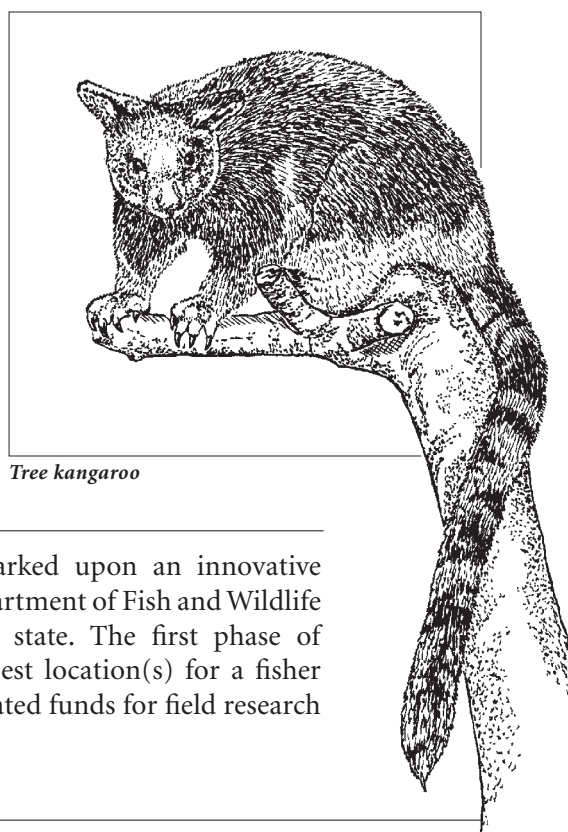 Tree kangaroo
arked upon an innovative
artment of Fish and Wildlife
state. The first phase of
est location(s) for a fisher
ated funds for field research